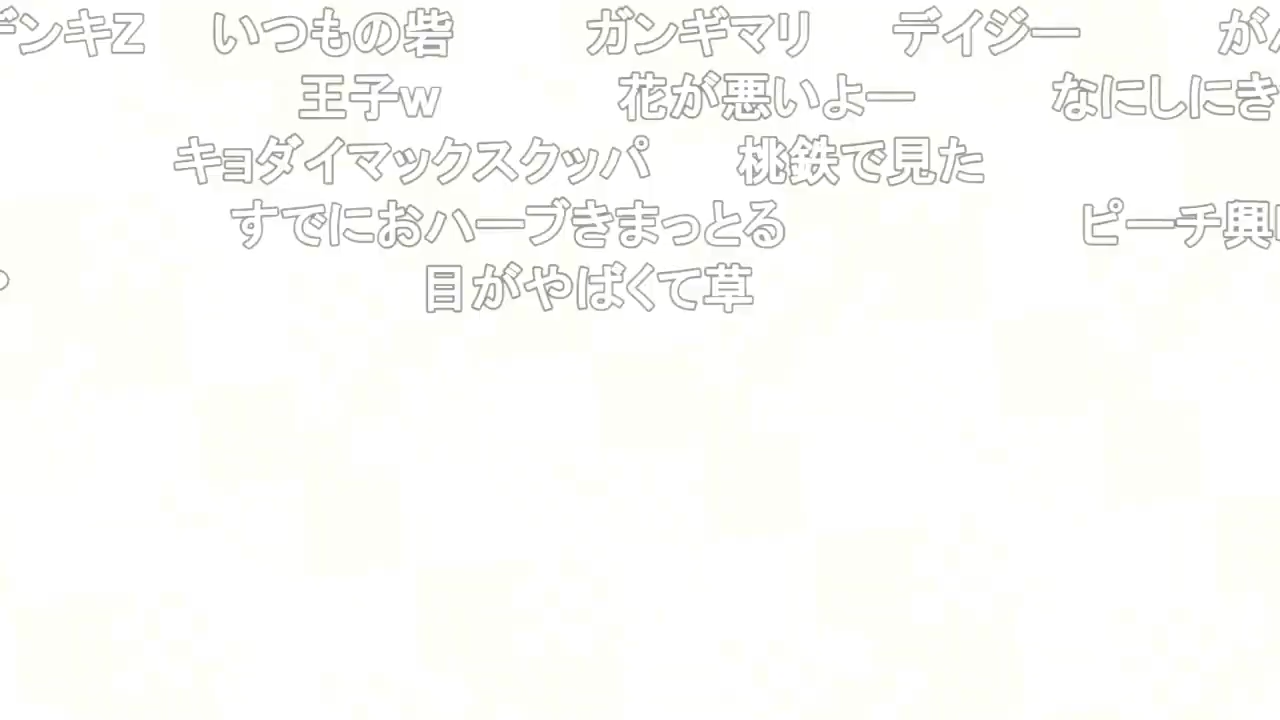 デンキZ いつもの砦 ガンギマリ デイジー が
王子w 花が悪いよー なにしにき
キョダイマックスクッパ 桃鉄で見た
すでにおハーブきまっとる ピーチ興
目がやばくて草